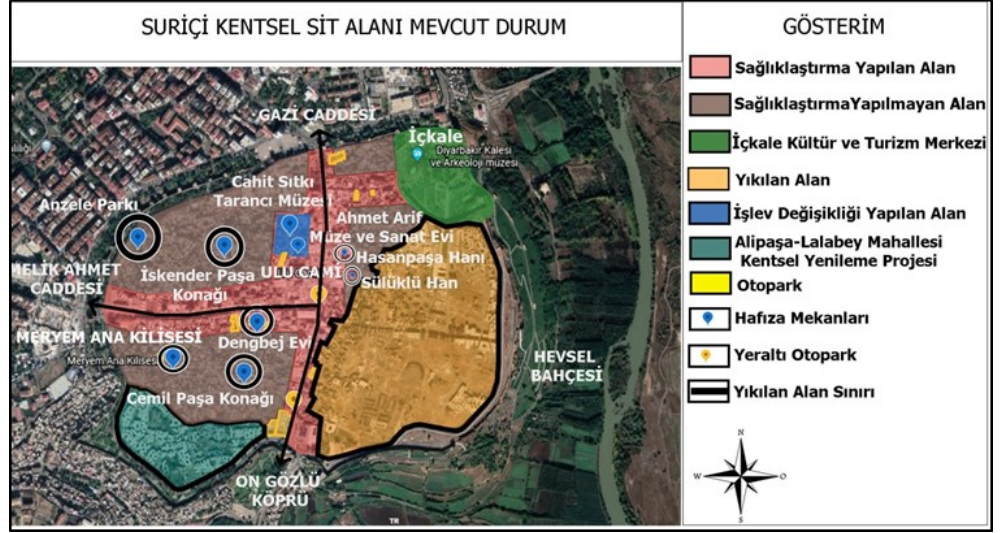 SURİÇİ KENTSEL SİT ALANI MEVCUT DURUM
GAZİ CADDESİ
İçkale
Diyarbakır Kalesi
ve Arkeoloji müzesi
Cahit Sıtkı
Tarancı Müzesi
Anzele Parkı
Ahmet Arif
Müze ve Sanat Evi
Hasanpaşa Hanı
İskender Paşa
Konağı
ULU CAMİ
Sülüklü Han
MELİK AHMET
CADDESİ
MERYEM ANA KİLİSESİ
Meryem Ana Kilisesi
Dengbej Evi
HEVSEL
BAHÇESİ
Cemil Paşa Konağı
ON GÖZLÜ
KÖPRÜ
TR
GÖSTERİM
Sağlıklaştırma Yapılan Alan
SağlıklaştırmaYapılmayan Alan
İçkale Kültür ve Turizm Merkezi
Yıkılan Alan
İşlev Değişikliği Yapılan Alan
Alipaşa-Lalabey Mahallesi
Kentsel Yenileme Projesi
Otopark
Hafıza Mekanları
Yeraltı Otopark
Yıkılan Alan Sınırı
N
W
O
S